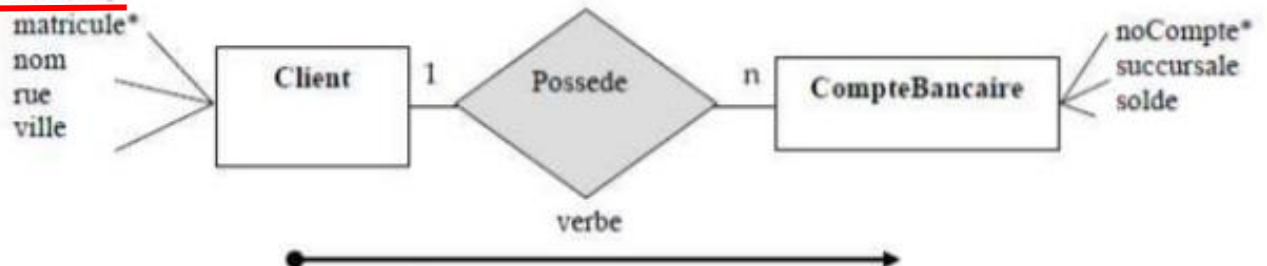 matricule*
nom
rue
ville
Client
1
Possede
n
CompteBancaire
noCompte*
succursale
solde
verbe